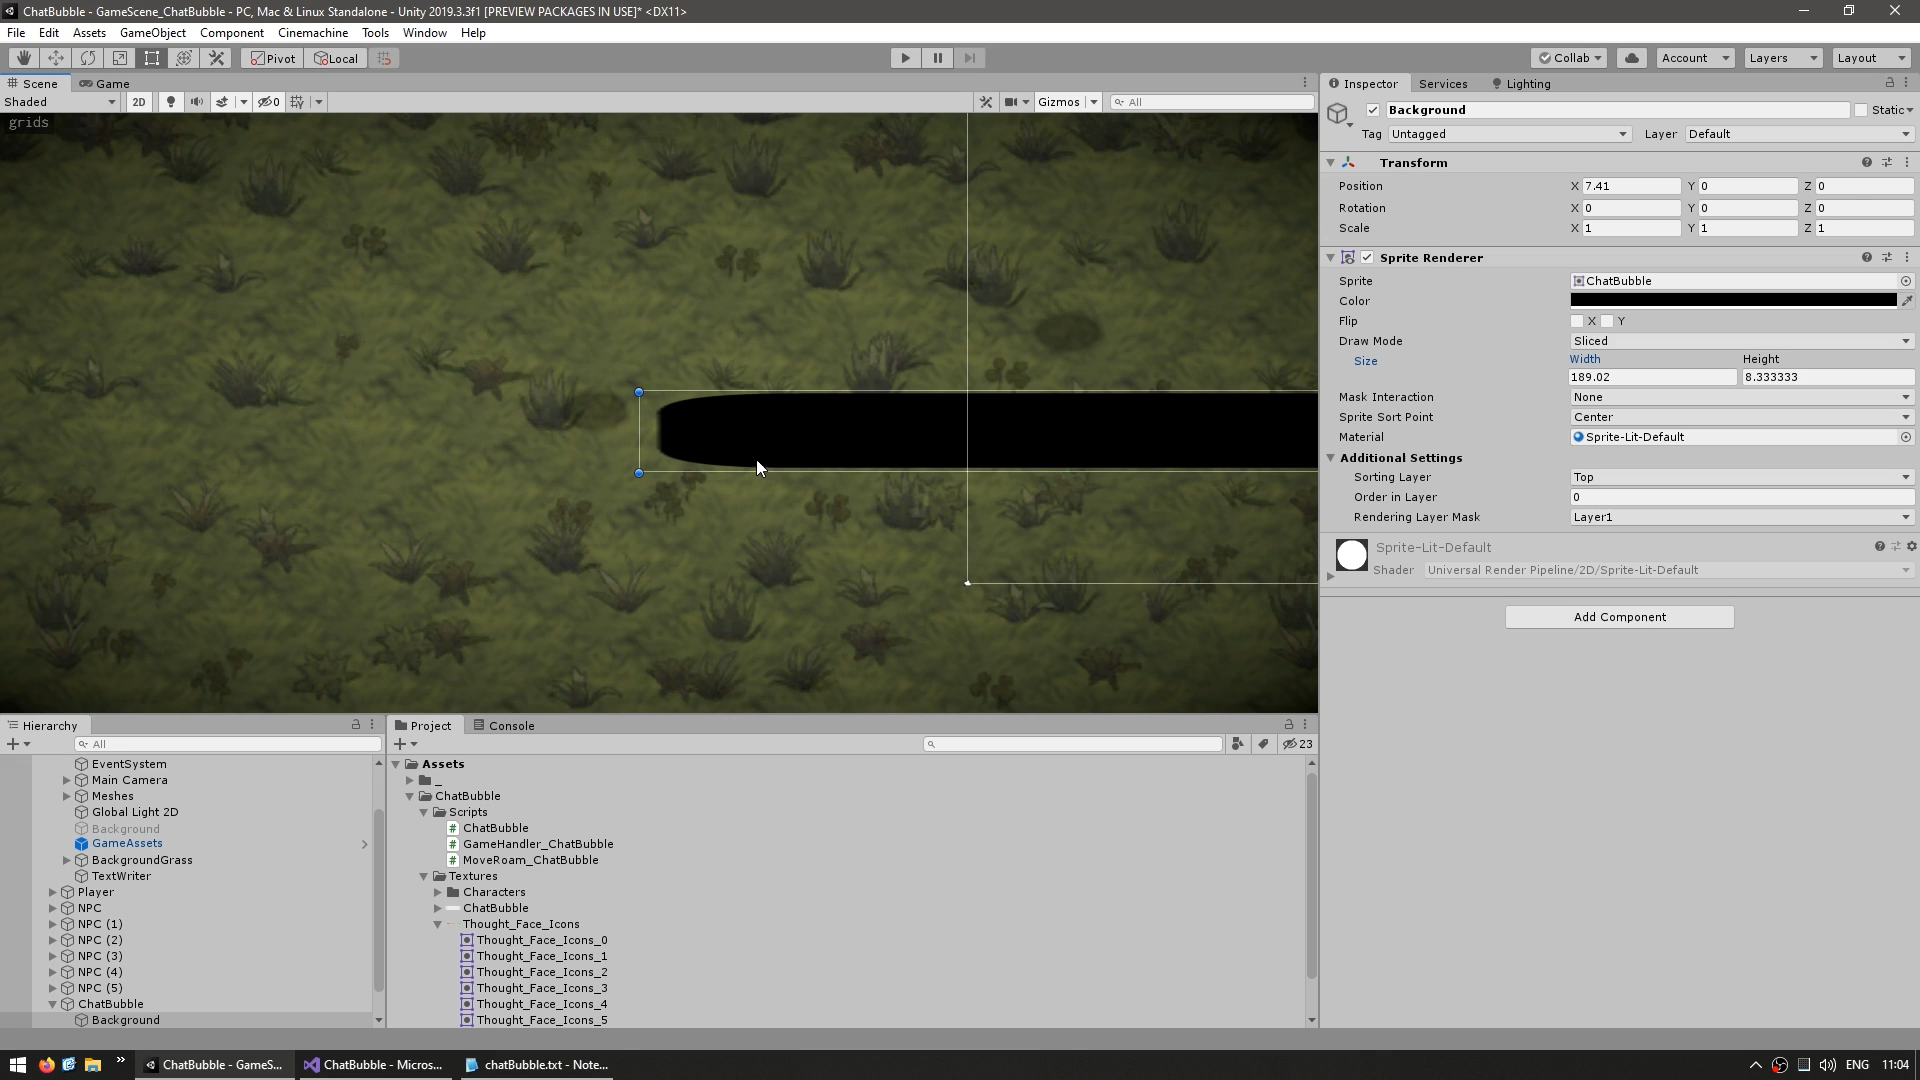 ChatBubble - GameScene_ChatBubble - PC, Mac & Linux Standalone - Unity 2019.3.3f1 [PREVIEW PACKAGES IN USE]* <DX11>
File Edit Assets GameObject Component Cinemachine Tools Window Help
Pivot Local Collab Account Layers Layout
Scene Game
Shaded 2D 0 Gizmos All
grids
Inspector Services Lighting
Background Static
Tag Untagged Layer Default
Transform
Position X 7.41 Y 0 Z 0
Rotation X 0 Y 0 Z 0
Scale X 1 Y 1 Z 1
Sprite Renderer
Sprite ChatBubble
Color
Flip X Y
Draw Mode Sliced
Size Width Height
189.02 8.333333
Mask Interaction None
Sprite Sort Point Center
Material Sprite-Lit-Default
Additional Settings
Sorting Layer Top
Order in Layer 0
Rendering Layer Mask Layer1
Sprite-Lit-Default
Shader Universal Render Pipeline/2D/Sprite-Lit-Default
Add Component
Hierarchy
All
EventSystem
Main Camera
Meshes
Global Light 2D
Background
GameAssets
BackgroundGrass
TextWriter
Player
NPC
NPC (1)
NPC (2)
NPC (3)
NPC (4)
NPC (5)
ChatBubble
Background
Project Console
23
Assets
_
ChatBubble
Scripts
ChatBubble
GameHandler_ChatBubble
MoveRoam_ChatBubble
Textures
Characters
ChatBubble
Thought_Face_Icons
Thought_Face_Icons_0
Thought_Face_Icons_1
Thought_Face_Icons_2
Thought_Face_Icons_3
Thought_Face_Icons_4
Thought_Face_Icons_5
ChatBubble - GameS... ChatBubble - Micros... chatBubble.txt - Note... ENG 11:04